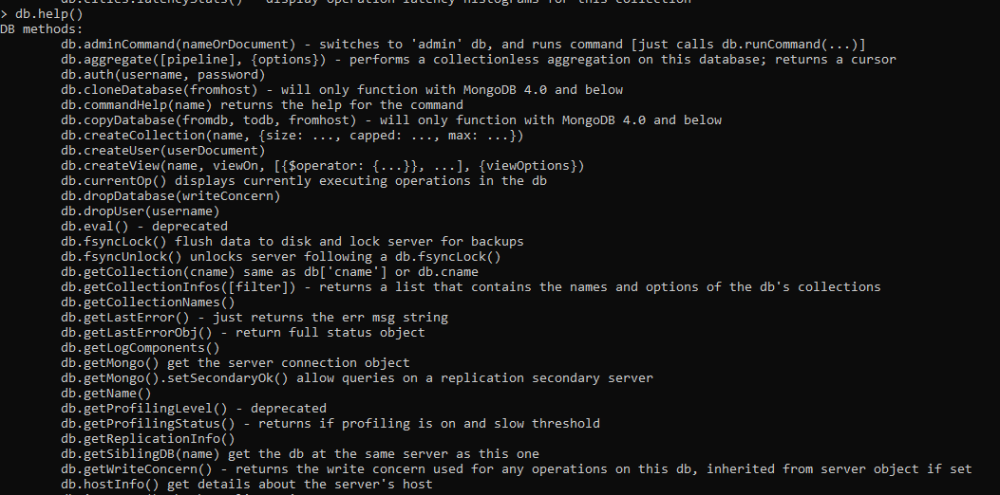 db.cities.latencyStats() - display operation latency histograms for this collection
> db.help()
DB methods:
db.adminCommand(nameOrDocument) - switches to 'admin' db, and runs command [just calls db.runCommand(...)]
db.aggregate([pipeline], {options}) - performs a collectionless aggregation on this database; returns a cursor
db.auth(username, password)
db.cloneDatabase(fromhost) - will only function with MongoDB 4.0 and below
db.commandHelp(name) returns the help for the command
db.copyDatabase(fromdb, todb, fromhost) - will only function with MongoDB 4.0 and below
db.createCollection(name, {size: ..., capped: ..., max: ...})
db.createUser(userDocument)
db.createView(name, viewOn, [{$operator: {...}}, ...], {viewOptions})
db.currentOp() displays currently executing operations in the db
db.dropDatabase(writeConcern)
db.dropUser(username)
db.eval() - deprecated
db.fsyncLock() flush data to disk and lock server for backups
db.fsyncUnlock() unlocks server following a db.fsyncLock()
db.getCollection(cname) same as db['cname'] or db.cname
db.getCollectionInfos([filter]) - returns a list that contains the names and options of the db's collections
db.getCollectionNames()
db.getLastError() - just returns the err msg string
db.getLastErrorObj() - return full status object
db.getLogComponents()
db.getMongo() get the server connection object
db.getMongo().setSecondaryOk() allow queries on a replication secondary server
db.getName()
db.getProfilingLevel() - deprecated
db.getProfilingStatus() - returns if profiling is on and slow threshold
db.getReplicationInfo()
db.getSiblingDB(name) get the db at the same server as this one
db.getWriteConcern() - returns the write concern used for any operations on this db, inherited from server object if set
db.hostInfo() get details about the server's host